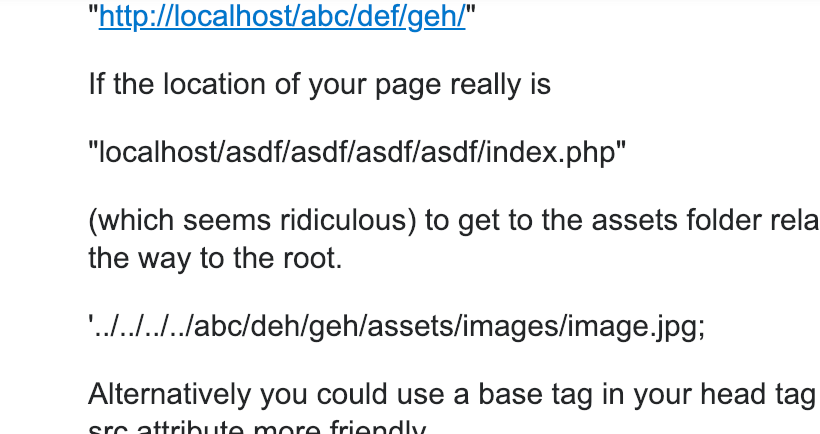 "http://localhost/abc/def/geh/"
If the location of your page really is
"localhost/asdf/asdf/asdf/asdf/index.php"
(which seems ridiculous) to get to the assets folder rela
the way to the root.
'../../../../abc/deh/geh/assets/images/image.jpg;
Alternatively you could use a base tag in your head tag
src attribute more friendly